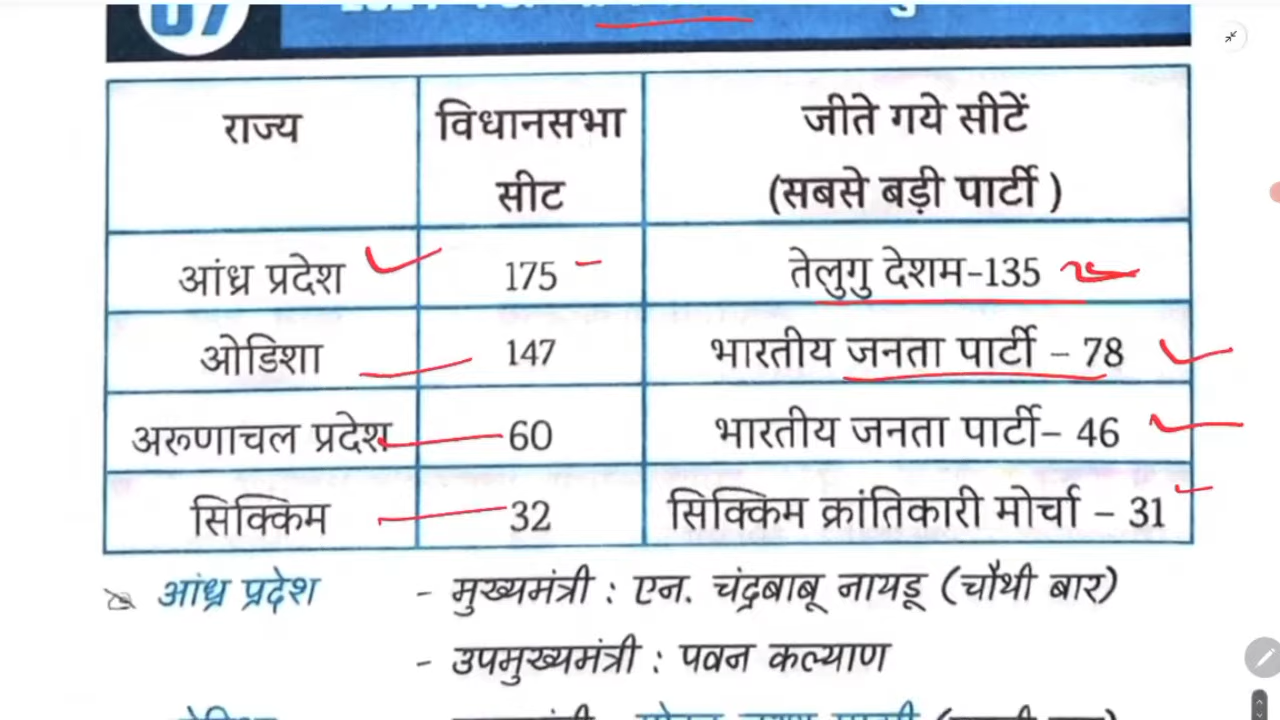 07
राज्य
विधानसभा
सीट
जीते गये सीटें
(सबसे बड़ी पार्टी )
आंध्र प्रदेश 175 तेलुगु देशम-135
ओडिशा 147 भारतीय जनता पार्टी - 78
अरूणाचल प्रदेश 60 भारतीय जनता पार्टी- 46
सिक्किम 32 सिक्किम क्रांतिकारी मोर्चा - 31
आंध्र प्रदेश - मुख्यमंत्री : एन. चंद्रबाबू नायडू (चौथी बार)
- उपमुख्यमंत्री : पवन कल्याण